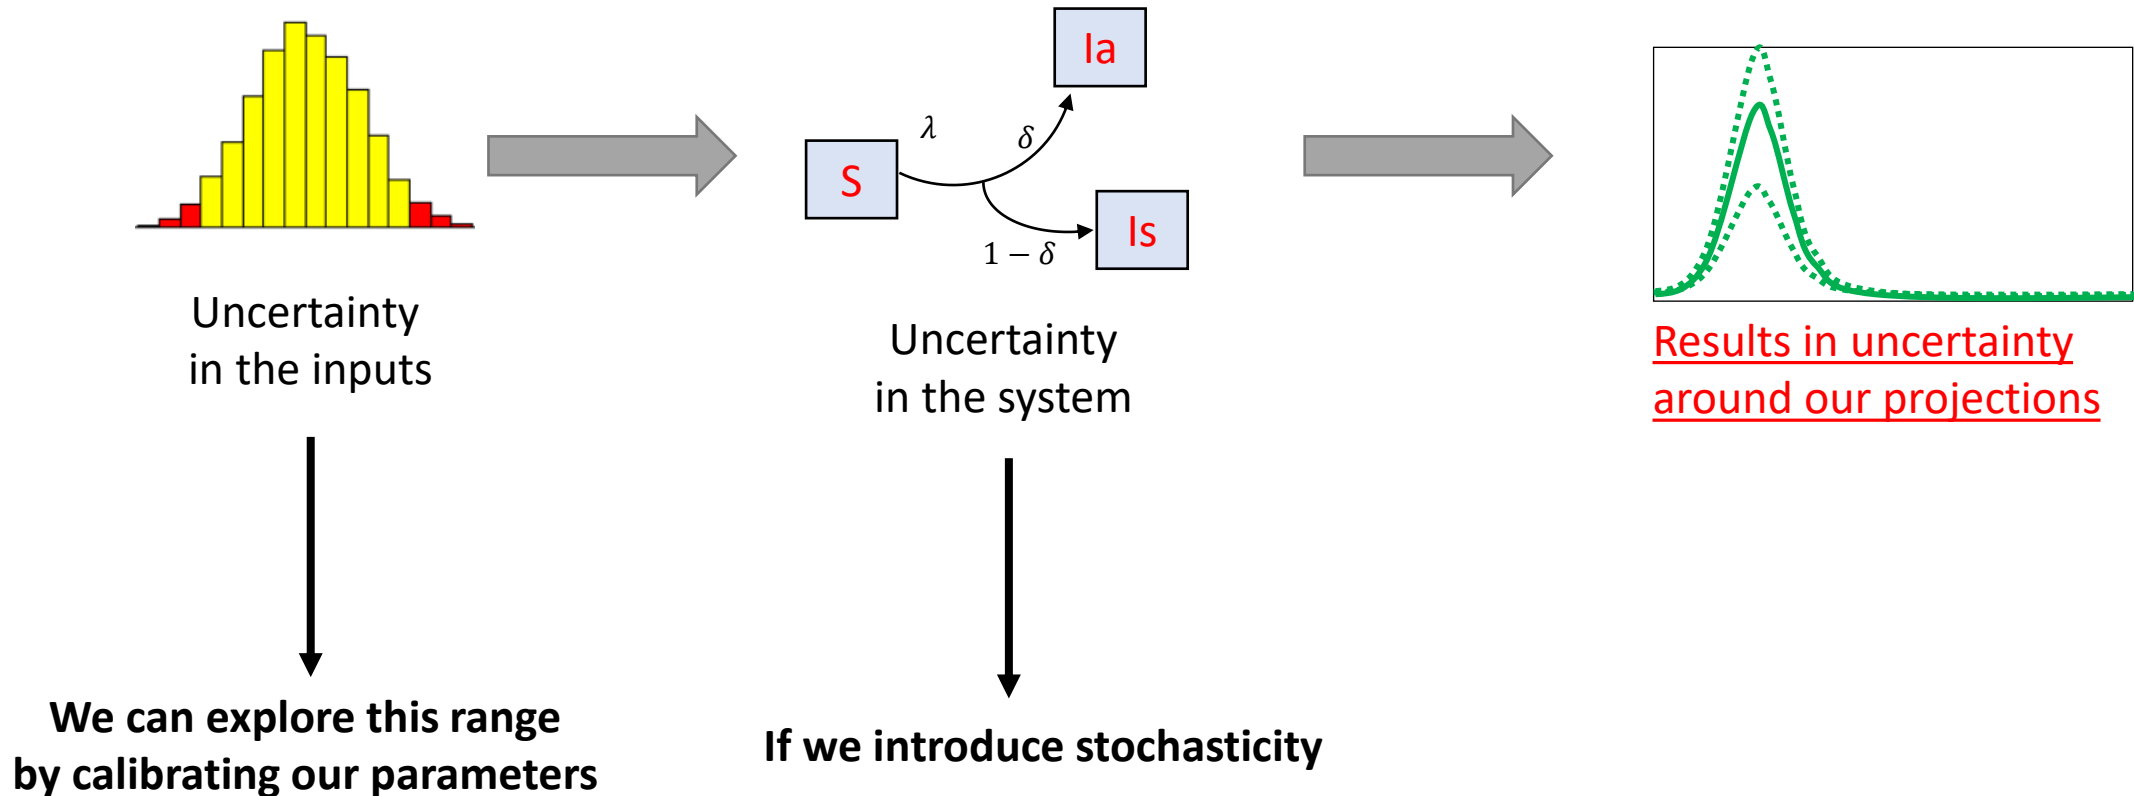 Ia
λ
δ
S
Is
1 − δ
Uncertainty
in the inputs
Uncertainty
in the system
Results in uncertainty
around our projections
We can explore this range
by calibrating our parameters
If we introduce stochasticity